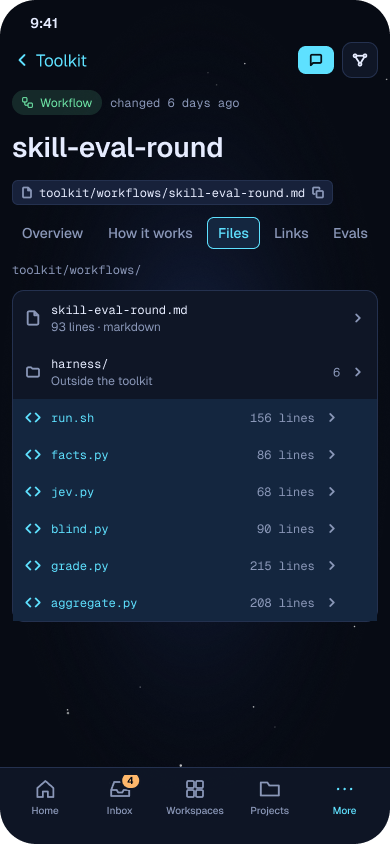 9:41
Toolkit
Workflow changed 6 days ago
skill-eval-round
toolkit/workflows/skill-eval-round.md
Overview How it works Files Links Evals
toolkit/workflows/
skill-eval-round.md
93 lines · markdown
harness/
Outside the toolkit
6
run.sh 156 lines
facts.py 86 lines
jev.py 68 lines
blind.py 90 lines
grade.py 215 lines
aggregate.py 208 lines
4
Home Inbox Workspaces Projects More